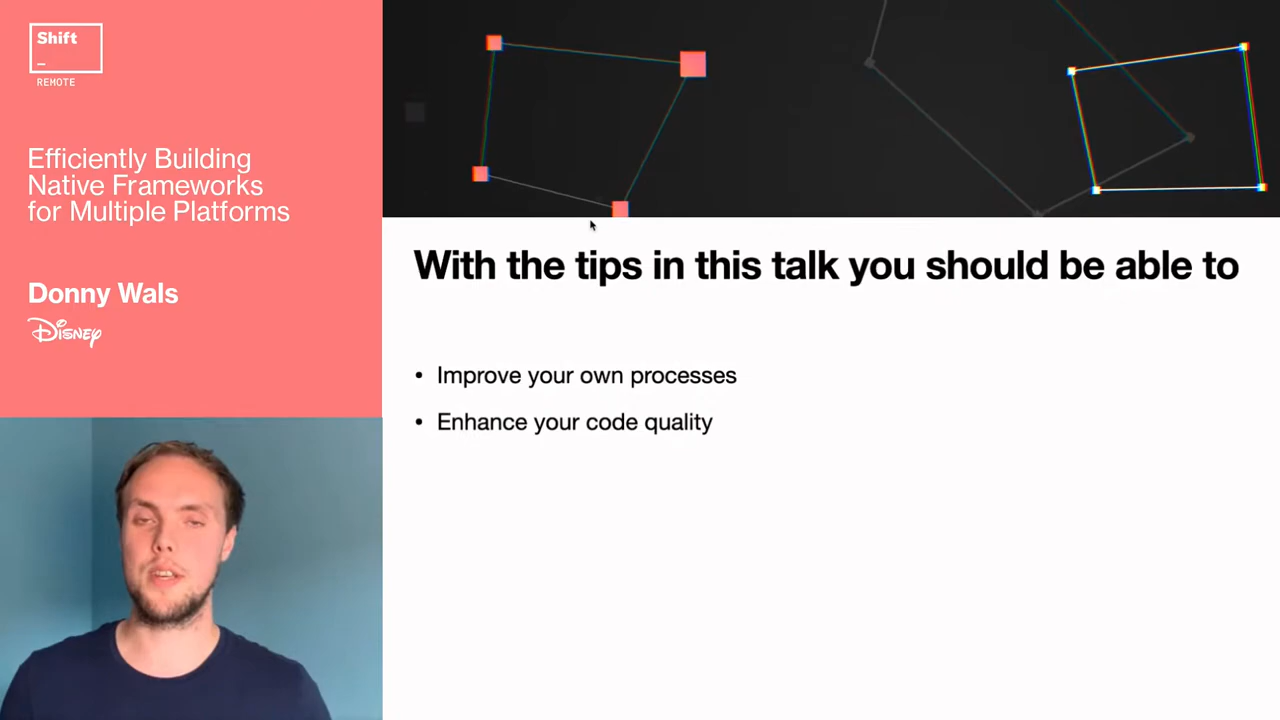 Shift
_
REMOTE
Efficiently Building
Native Frameworks
for Multiple Platforms
Donny Wals
Disney
With the tips in this talk you should be able to
• Improve your own processes
• Enhance your code quality